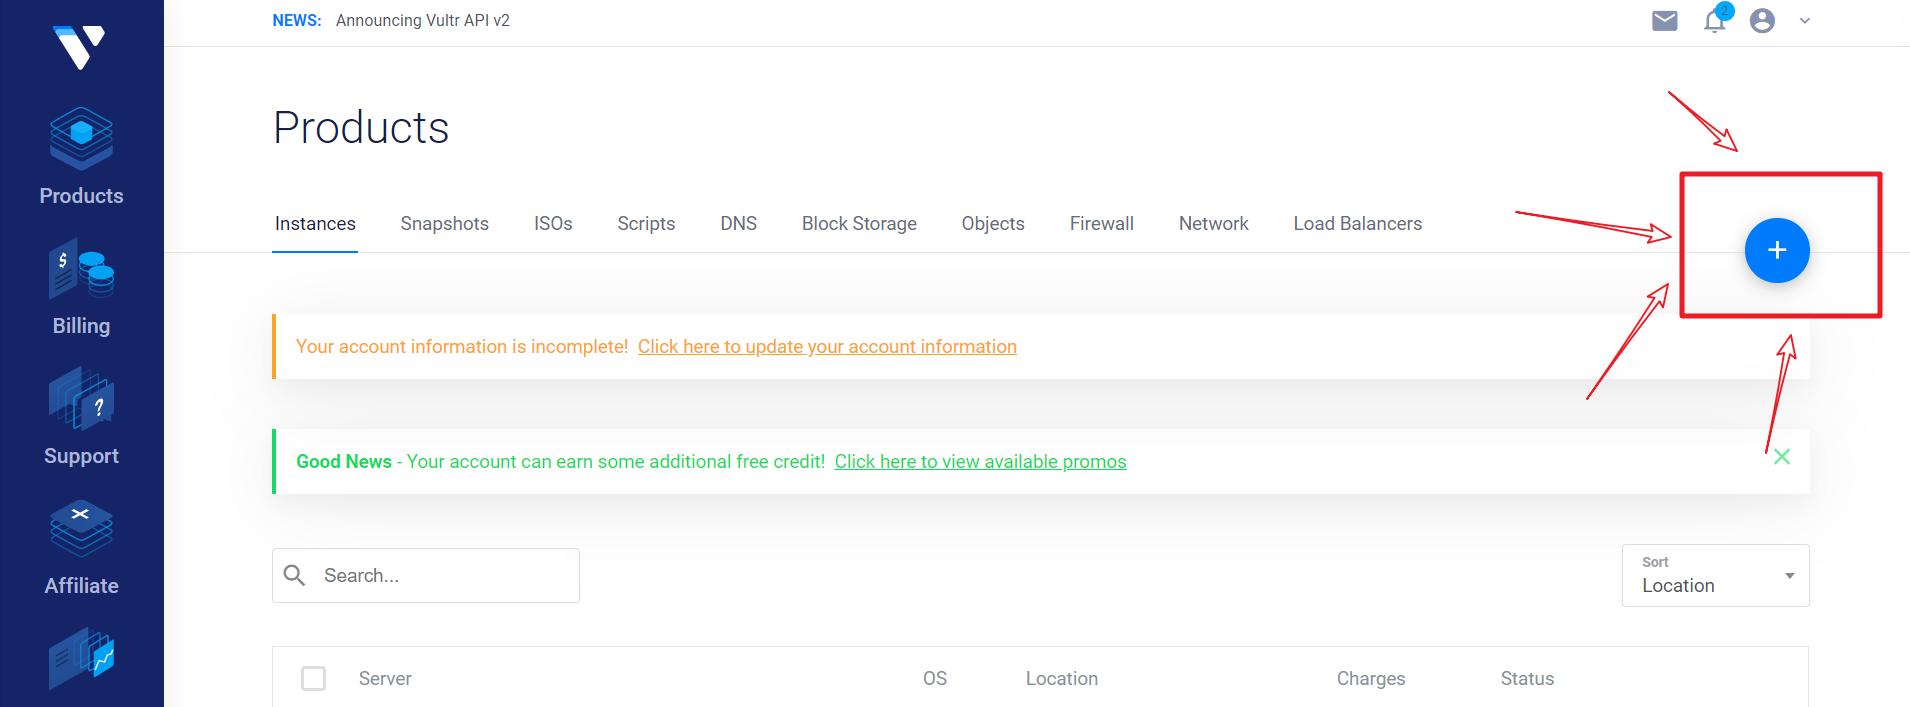 NEWS: Announcing Vultr API v2
2
Products
Billing
Support
Affiliate
Products
Instances Snapshots ISOs Scripts DNS Block Storage Objects Firewall Network Load Balancers
+
Your account information is incomplete! Click here to update your account information
Good News - Your account can earn some additional free credit! Click here to view available promos
Search...
Sort
Location
Server OS Location Charges Status